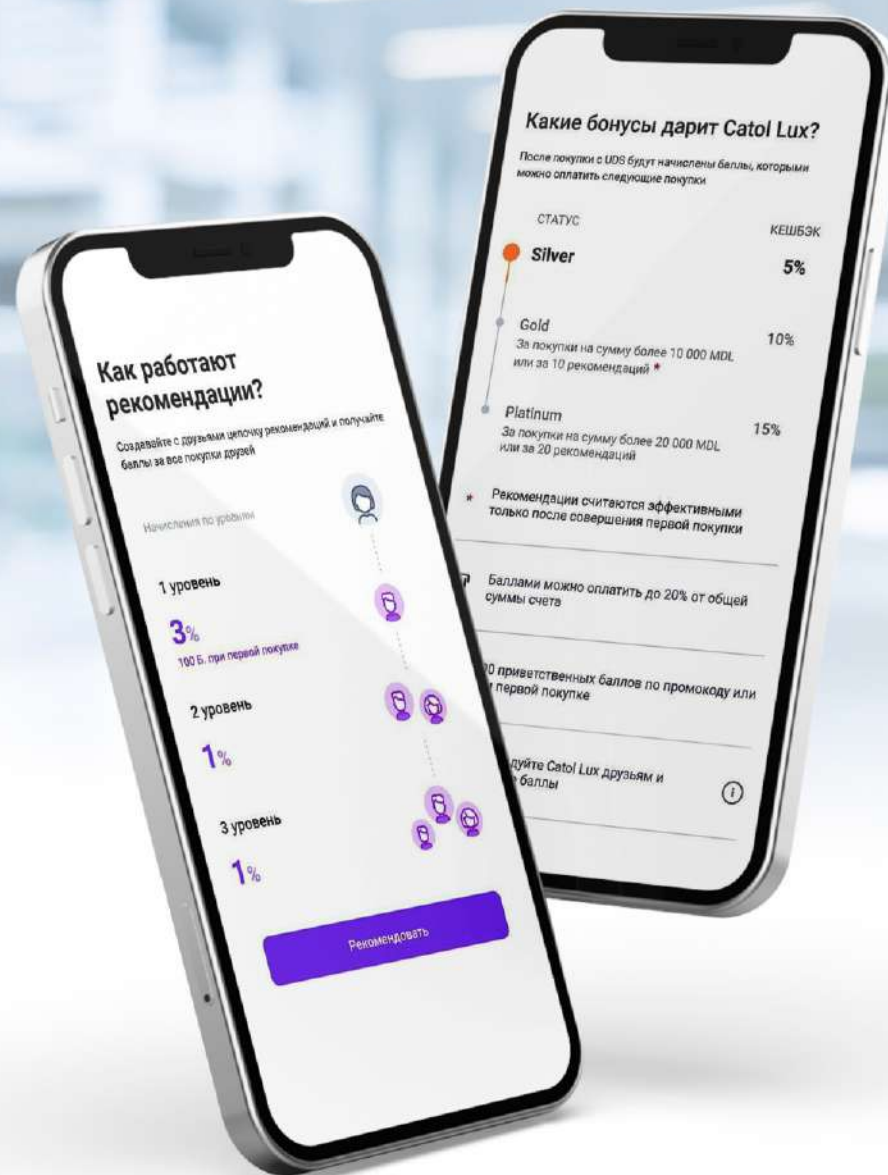 Как работают
рекомендации?
Создавайте с друзьями цепочку рекомендаций и получайте
баллы за все покупки друзей
Начисления по уровням
1 уровень
3%
100 Б. при первой покупке
2 уровень
1%
3 уровень
1%
Рекомендовать
Какие бонусы дарит Catol Lux?
После покупки с UDS будут начислены баллы, которыми
можно оплатить следующие покупки
СТАТУС КЕШБЭК
Silver 5%
Gold 10%
За покупки на сумму более 10 000 MDL
или за 10 рекомендаций *
Platinum 15%
За покупки на сумму более 20 000 MDL
или за 20 рекомендаций
* Рекомендации считаются эффективными
только после совершения первой покупки
Баллами можно оплатить до 20% от общей
суммы счета
приветственных баллов по промокоду или
первой покупке
Catol Lux друзьям и
баллы